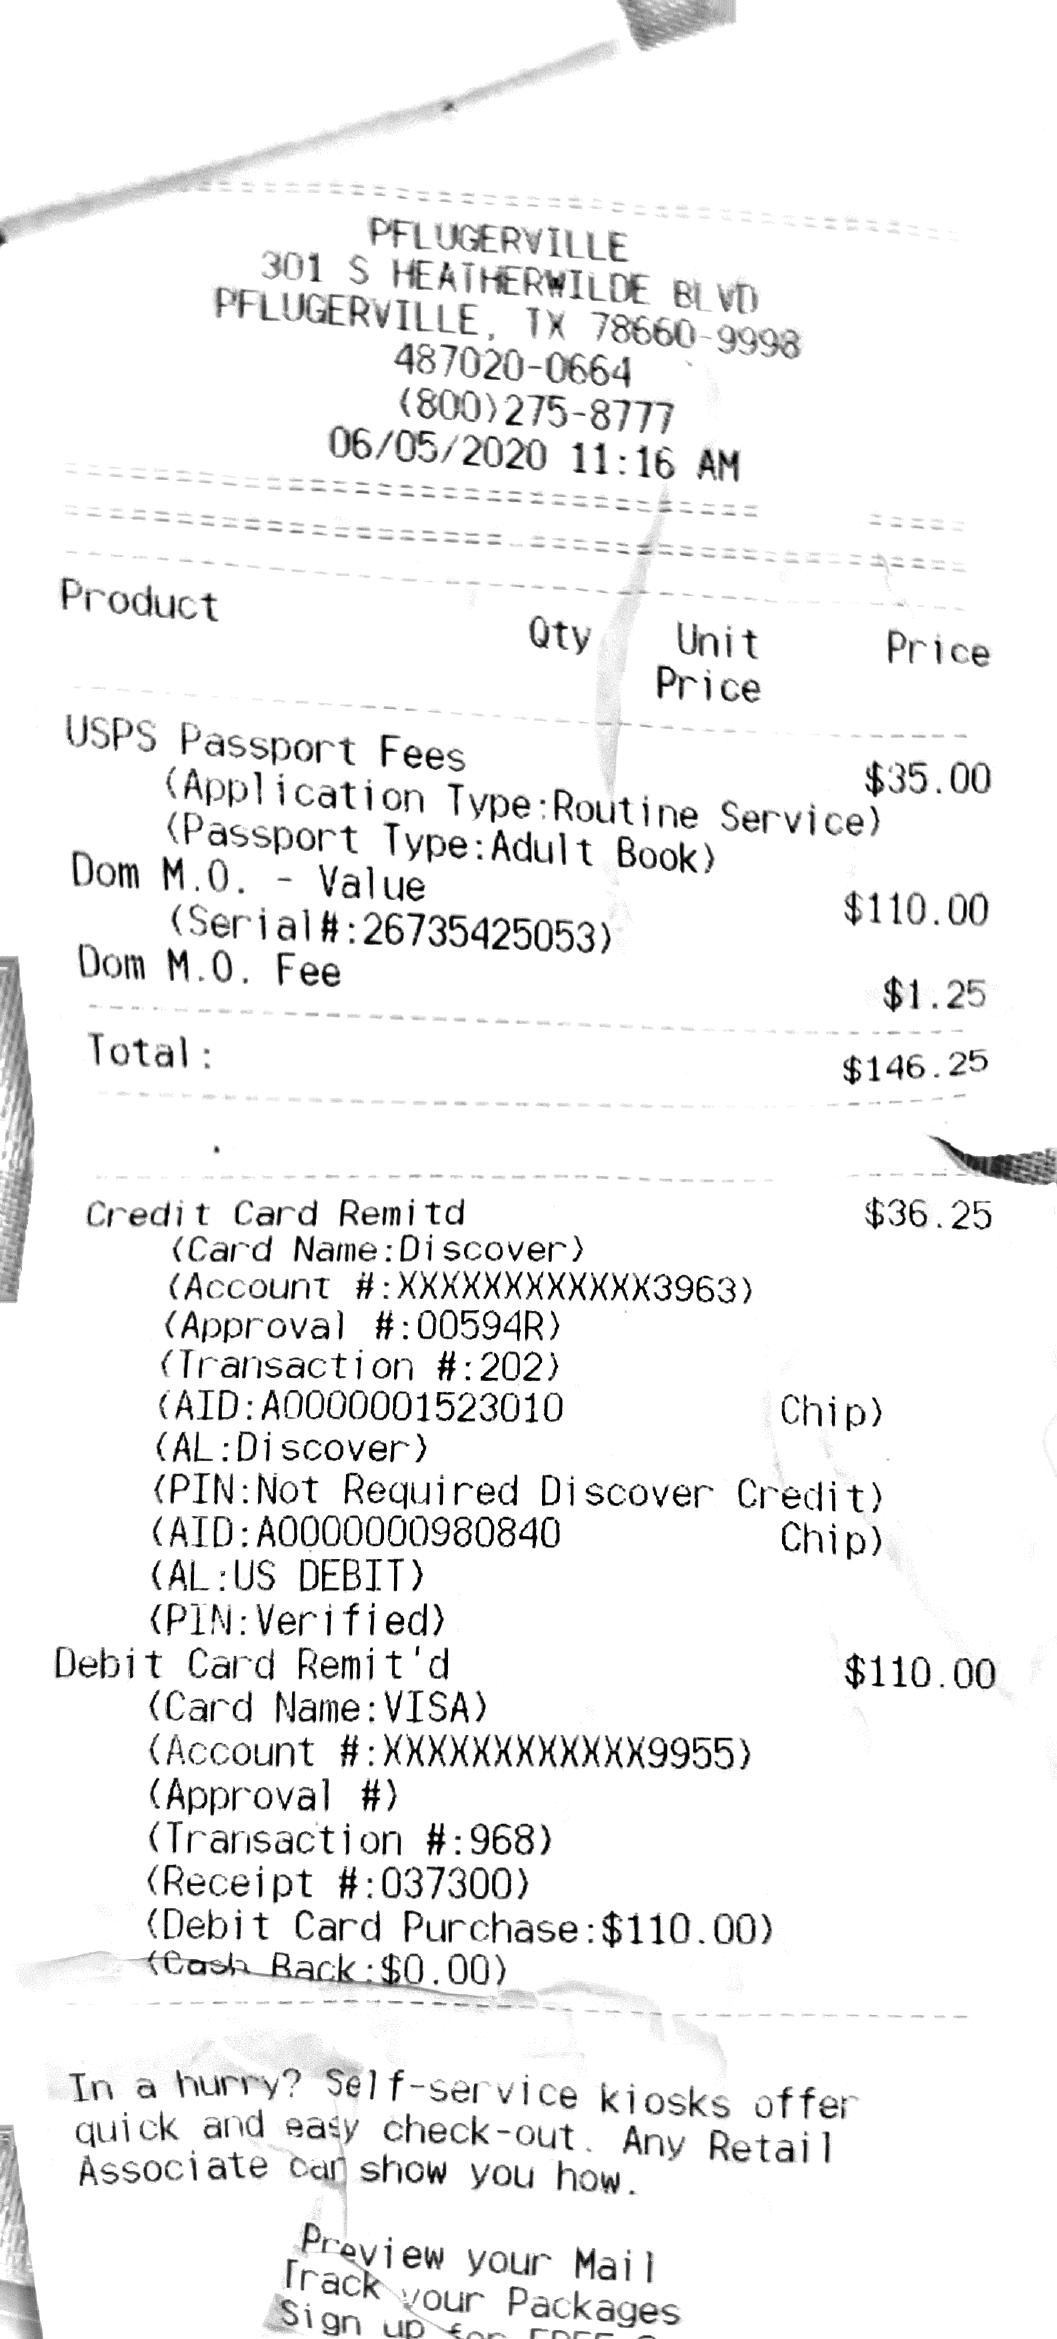 PFLUGERVILLE
301 S HEATHERWILDE BLVD
PFLUGERVILLE, TX 78660-9998
487020-0664
(800)275-8777
06/05/2020 11:16 AM
Product Qty Unit Price
Price
USPS Passport Fees $35.00
(Application Type:Routine Service)
(Passport Type:Adult Book)
Dom M.O. - Value $110.00
(Serial#:26735425053)
Dom M.O. Fee $1.25
Total: $146.25
Credit Card Remitd $36.25
(Card Name:Discover)
(Account #:XXXXXXXXXXXX3963)
(Approval #:00594R)
(Transaction #:202)
(AID:A0000001523010 Chip)
(AL:Discover)
(PIN:Not Required Discover Credit)
(AID:A0000000980840 Chip)
(AL:US DEBIT)
(PIN:Verified)
Debit Card Remit'd $110.00
(Card Name:VISA)
(Account #:XXXXXXXXXXXX9955)
(Approval #)
(Transaction #:968)
(Receipt #:037300)
(Debit Card Purchase:$110.00)
(Cash Back:$0.00)
In a hurry? Self-service kiosks offer
quick and easy check-out. Any Retail
Associate can show you how.
Preview your Mail
Track your Packages
Sign up for FREE